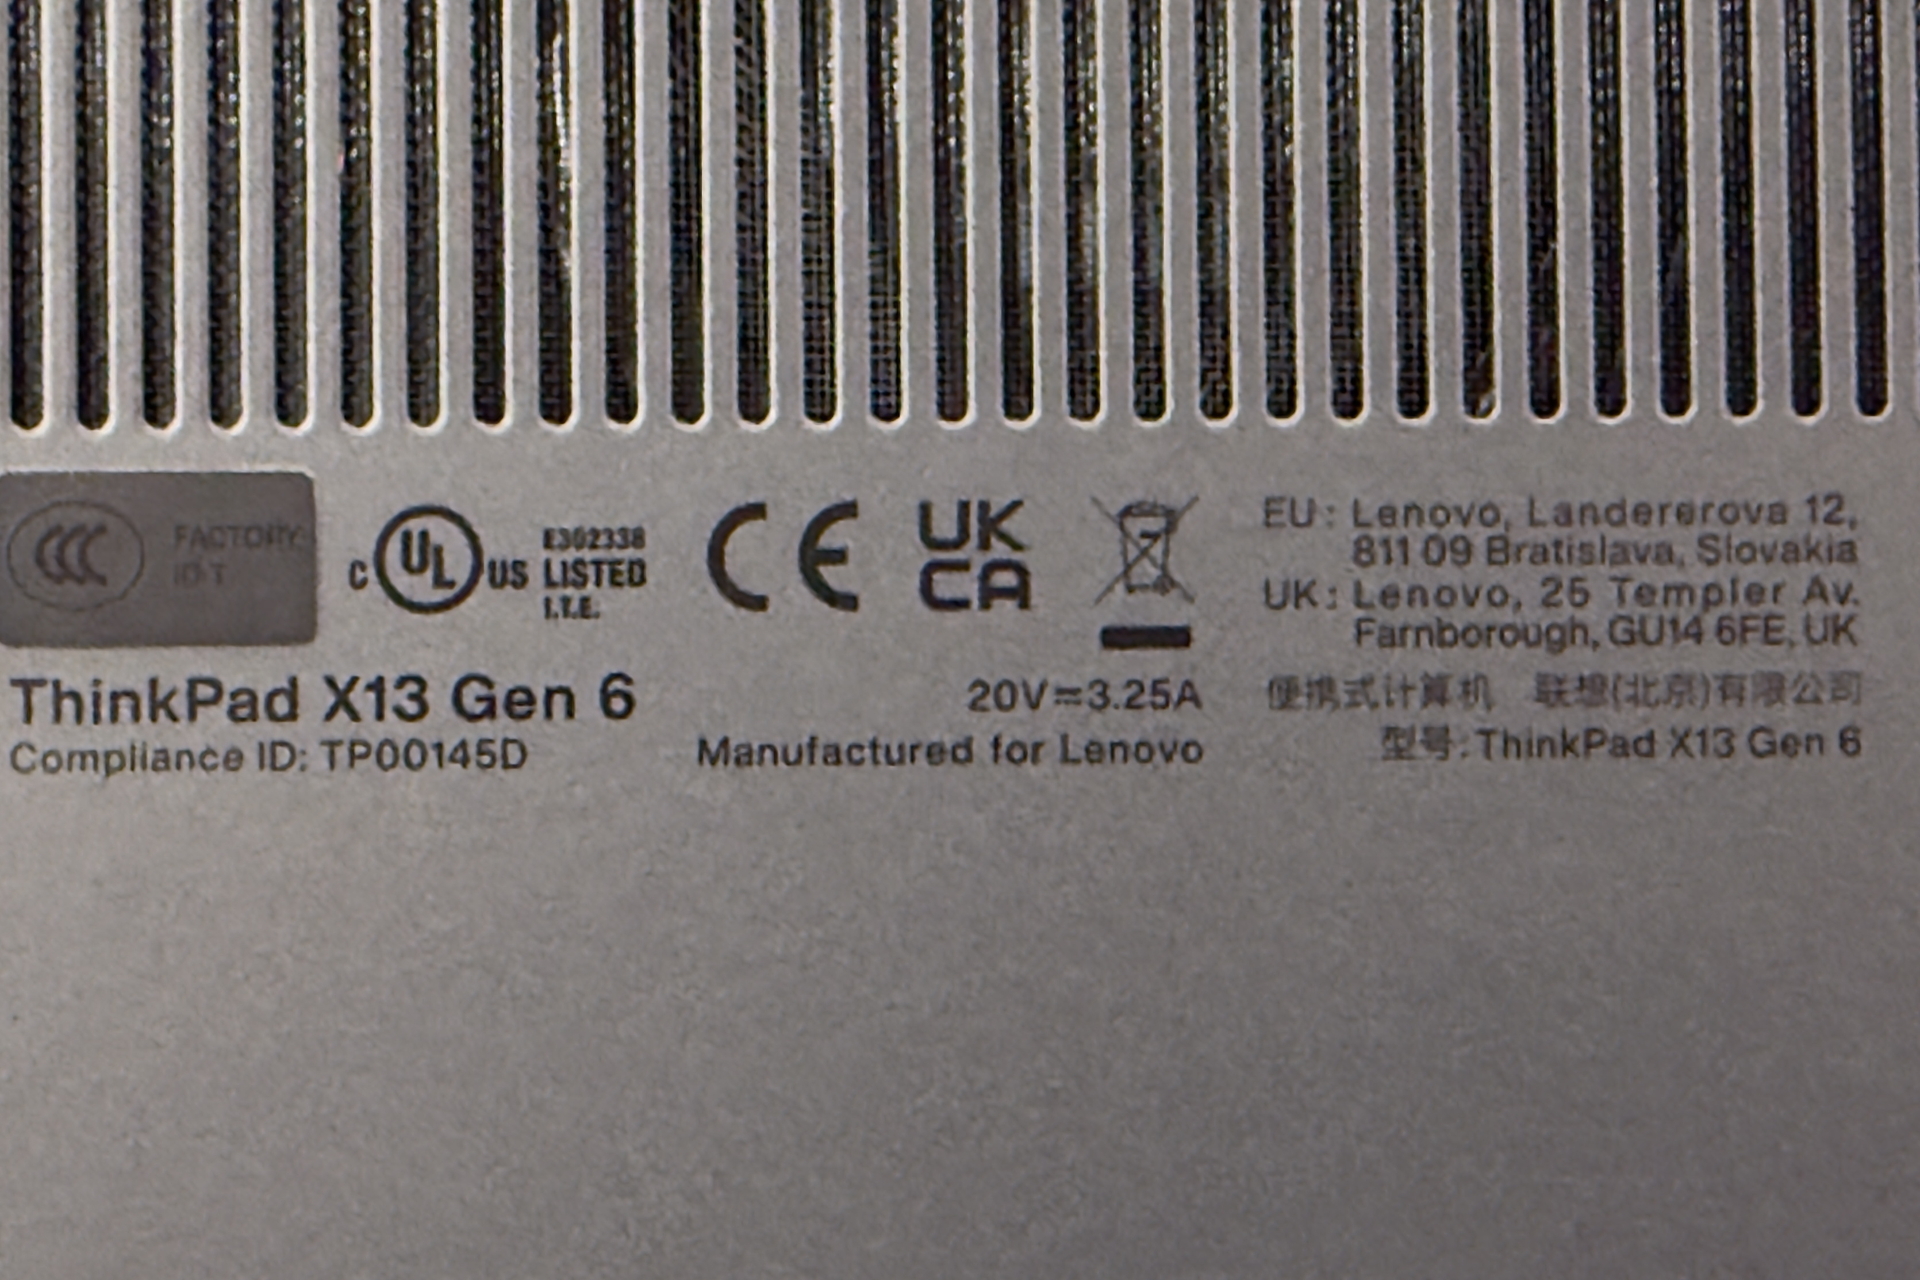 CCC FACTORY
ID: T
C UL US E302338
LISTED
I.T.E.
CE
UK
CA
EU: Lenovo, Landererova 12,
811 09 Bratislava, Slovakia
UK: Lenovo, 25 Templer Av.
Farnborough, GU14 6FE, UK
ThinkPad X13 Gen 6
20V⎓3.25A
便携式计算机 联想(北京)有限公司
Compliance ID: TP00145D
Manufactured for Lenovo
型号: ThinkPad X13 Gen 6